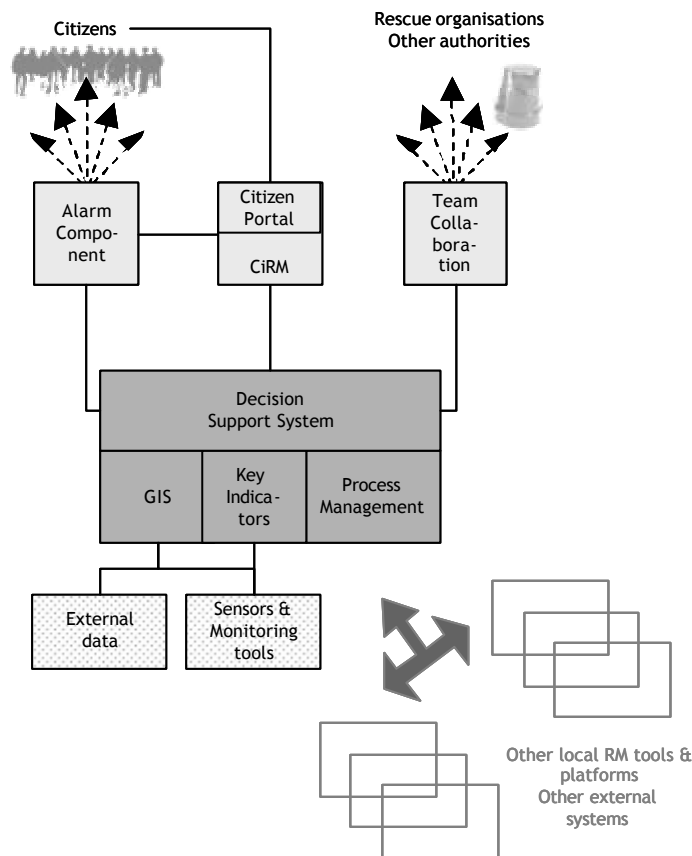 Citizens
Rescue organisations
Other authorities
Alarm
Compo-
nent
Citizen
Portal
CiRM
Team
Colla-
bora-
tion
Decision
Support System
GIS
Key
Indica-
tors
Process
Management
External
data
Sensors &
Monitoring
tools
Other local RM tools &
platforms
Other external
systems